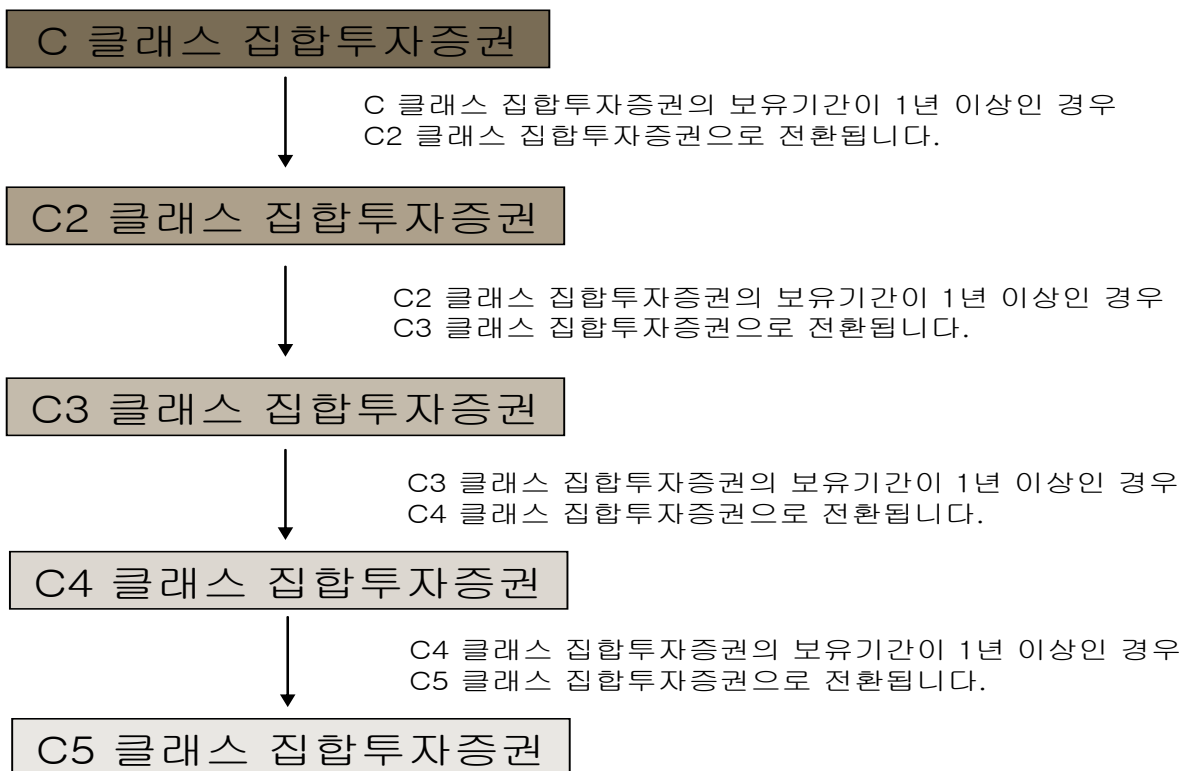 C 클래스 집합투자증권
C 클래스 집합투자증권의 보유기간이 1년 이상인 경우
C2 클래스 집합투자증권으로 전환됩니다.
C2 클래스 집합투자증권
C2 클래스 집합투자증권의 보유기간이 1년 이상인 경우
C3 클래스 집합투자증권으로 전환됩니다.
C3 클래스 집합투자증권
C3 클래스 집합투자증권의 보유기간이 1년 이상인 경우
C4 클래스 집합투자증권으로 전환됩니다.
C4 클래스 집합투자증권
C4 클래스 집합투자증권의 보유기간이 1년 이상인 경우
C5 클래스 집합투자증권으로 전환됩니다.
C5 클래스 집합투자증권